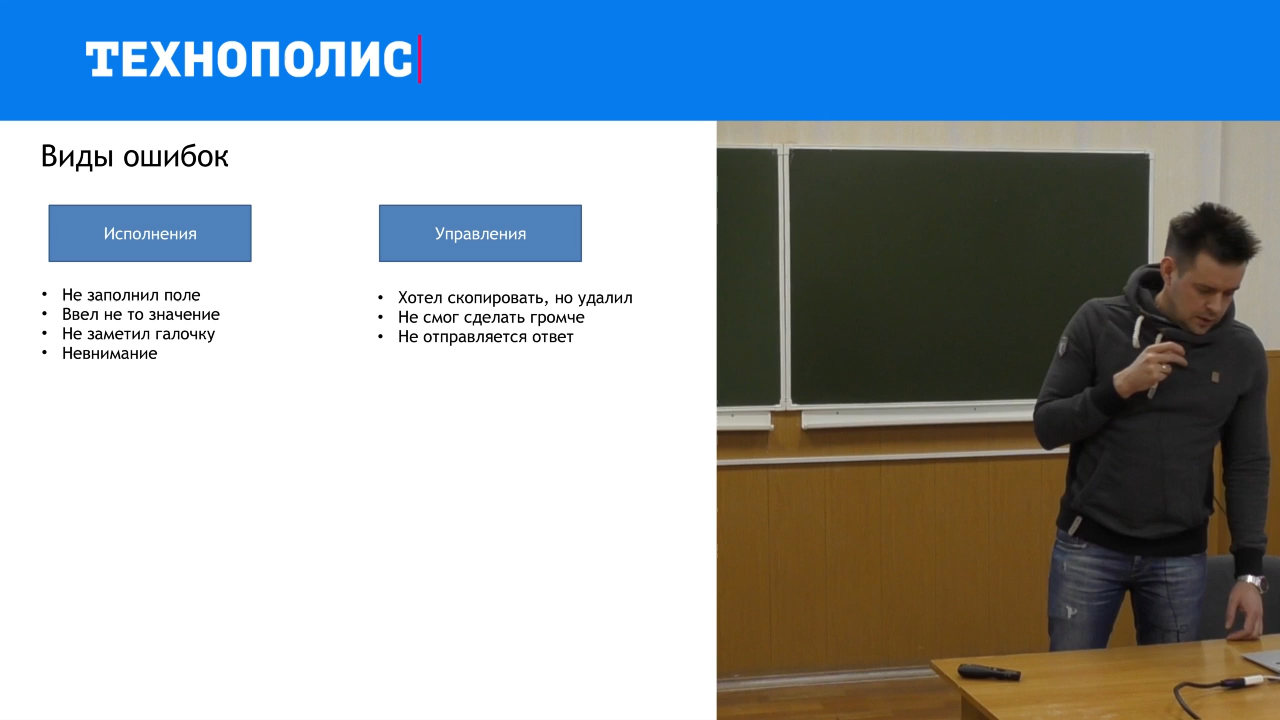 ТЕХНОПОЛИС
Виды ошибок
Исполнения
• Не заполнил поле
• Ввел не то значение
• Не заметил галочку
• Невнимание
Управления
• Хотел скопировать, но удалил
• Не смог сделать громче
• Не отправляется ответ